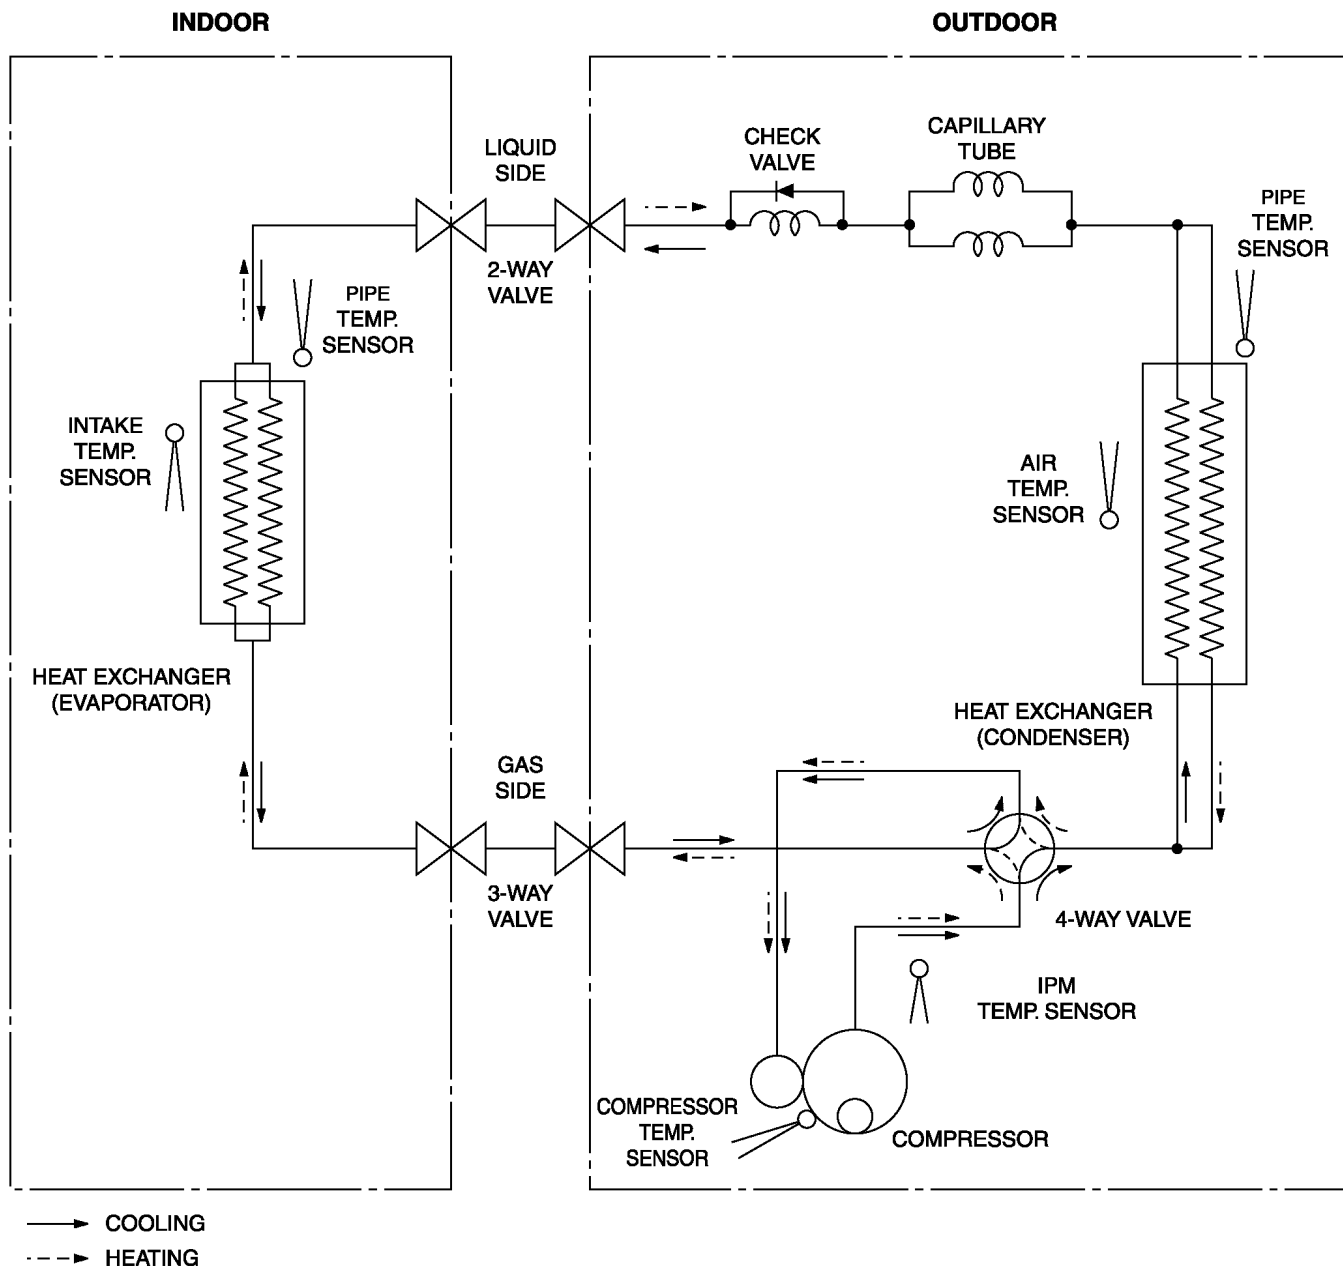 INDOOR
OUTDOOR
LIQUID
SIDE
CHECK
VALVE
CAPILLARY
TUBE
PIPE
TEMP.
SENSOR
2-WAY
VALVE
PIPE
TEMP.
SENSOR
INTAKE
TEMP.
SENSOR
AIR
TEMP.
SENSOR
HEAT EXCHANGER
(EVAPORATOR)
HEAT EXCHANGER
(CONDENSER)
GAS
SIDE
3-WAY
VALVE
4-WAY VALVE
IPM
TEMP. SENSOR
COMPRESSOR
TEMP.
SENSOR
COMPRESSOR
COOLING
HEATING